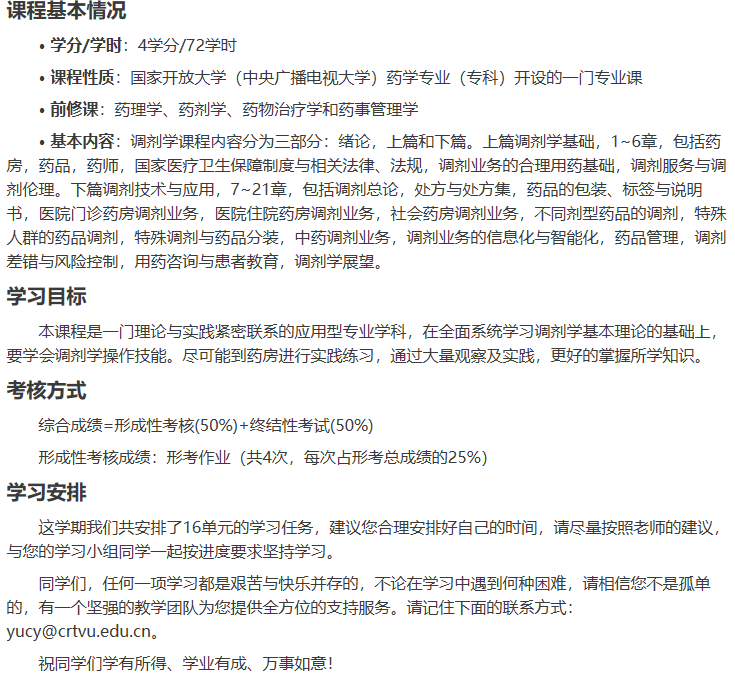 课程基本情况
• 学分/学时：4学分/72学时
• 课程性质：国家开放大学（中央广播电视大学）药学专业（专科）开设的一门专业课
• 前修课：药理学、药剂学、药物治疗学和药事管理学
• 基本内容：调剂学课程内容分为三部分：绪论，上篇和下篇。上篇调剂学基础，1~6章，包括药
房，药品，药师，国家医疗卫生保障制度与相关法律、法规，调剂业务的合理用药基础，调剂服务与调
剂伦理。下篇调剂技术与应用，7~21章，包括调剂总论，处方与处方集，药品的包装、标签与说明
书，医院门诊药房调剂业务，医院住院药房调剂业务，社会药房调剂业务，不同剂型药品的调剂，特殊
人群的药品调剂，特殊调剂与药品分装，中药调剂业务，调剂业务的信息化与智能化，药品管理，调剂
差错与风险控制，用药咨询与患者教育，调剂学展望。
学习目标
本课程是一门理论与实践紧密联系的应用型专业学科，在全面系统学习调剂学基本理论的基础上，
要学会调剂学操作技能。尽可能到药房进行实践练习，通过大量观察及实践，更好的掌握所学知识。
考核方式
综合成绩=形成性考核(50%)+终结性考试(50%)
形成性考核成绩：形考作业（共4次，每次占形考总成绩的25%）
学习安排
这学期我们共安排了16单元的学习任务，建议您合理安排好自己的时间，请尽量按照老师的建议，
与您的学习小组同学一起按进度要求坚持学习。
同学们，任何一项学习都是艰苦与快乐并存的，不论在学习中遇到何种困难，请相信您不是孤单
的，有一个坚强的教学团队为您提供全方位的支持服务。请记住下面的联系方式：
yucy@crtvu.edu.cn。
祝同学们学有所得、学业有成、万事如意！